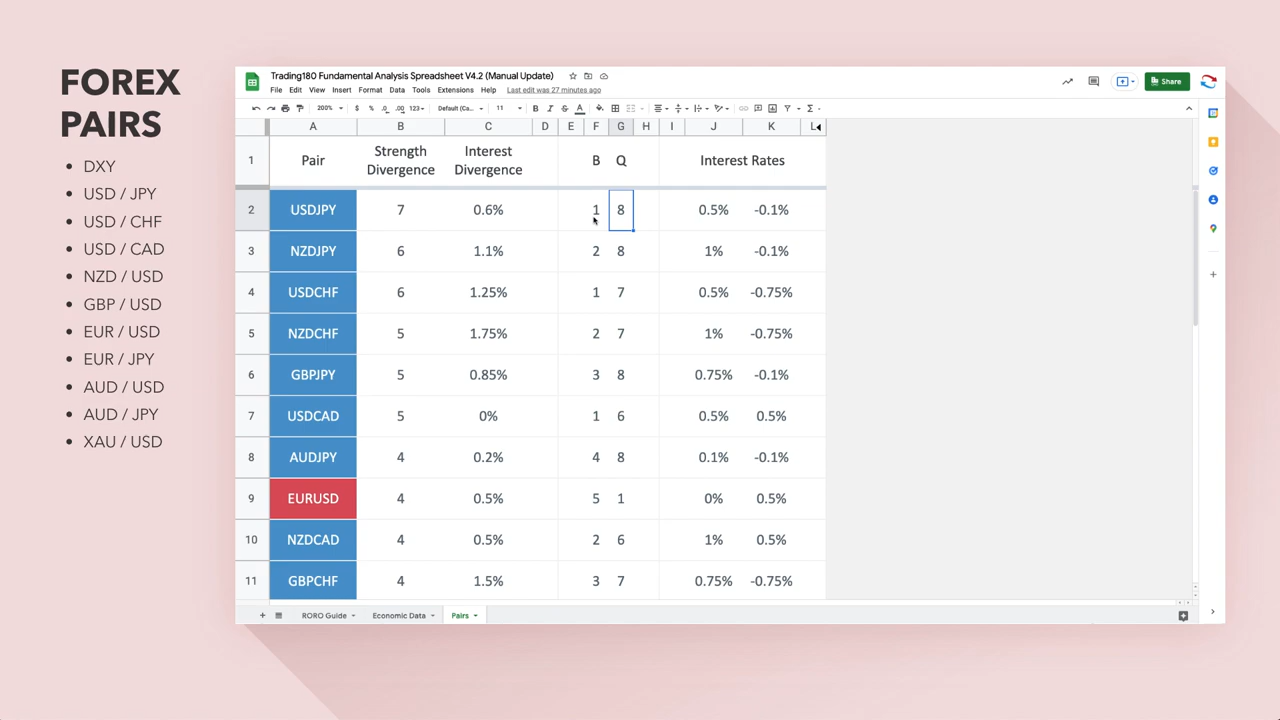 FOREX
PAIRS
• DXY
• USD / JPY
• USD / CHF
• USD / CAD
• NZD / USD
• GBP / USD
• EUR / USD
• EUR / JPY
• AUD / USD
• AUD / JPY
• XAU / USD
Trading180 Fundamental Analysis Spreadsheet V4.2 (Manual Update)
Share
File Edit View Insert Format Data Tools Extensions Help Last edit was 27 minutes ago
200% $ % .0 .00 123 Default (Ca... 11 B I S A
A B C D E F G H I J K L
1 Pair Strength Divergence Interest Divergence B Q Interest Rates
2 USDJPY 7 0.6% 1 8 0.5% -0.1%
3 NZDJPY 6 1.1% 2 8 1% -0.1%
4 USDCHF 6 1.25% 1 7 0.5% -0.75%
5 NZDCHF 5 1.75% 2 7 1% -0.75%
6 GBPJPY 5 0.85% 3 8 0.75% -0.1%
7 USDCAD 5 0% 1 6 0.5% 0.5%
8 AUDJPY 4 0.2% 4 8 0.1% -0.1%
9 EURUSD 4 0.5% 5 1 0% 0.5%
10 NZDCAD 4 0.5% 2 6 1% 0.5%
11 GBPCHF 4 1.5% 3 7 0.75% -0.75%
RORO Guide Economic Data Pairs